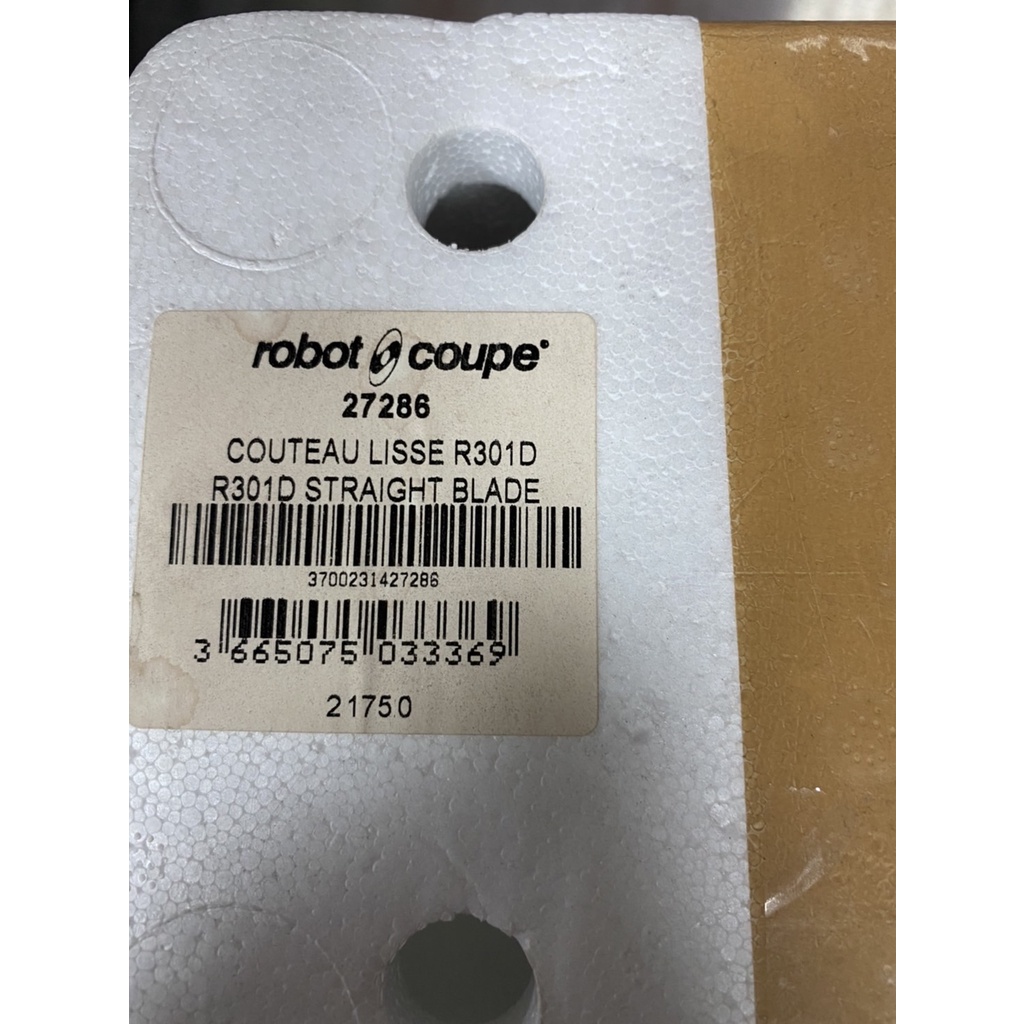 robot coupe
27286
COUTEAU LISSE R301D
R301D STRAIGHT BLADE
3700231427286
3 665075 033369
21750